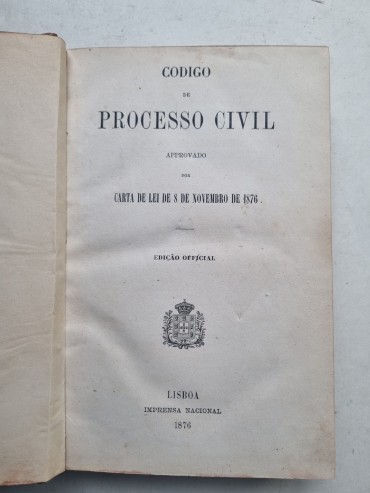 CODIGO
DE
PROCESSO CIVIL
APPROVADO
POR
CARTA DE LEI DE 8 DE NOVEMBRO DE 1876.
EDIÇÃO OFFICIAL
LISBOA
IMPRENSA NACIONAL
1876